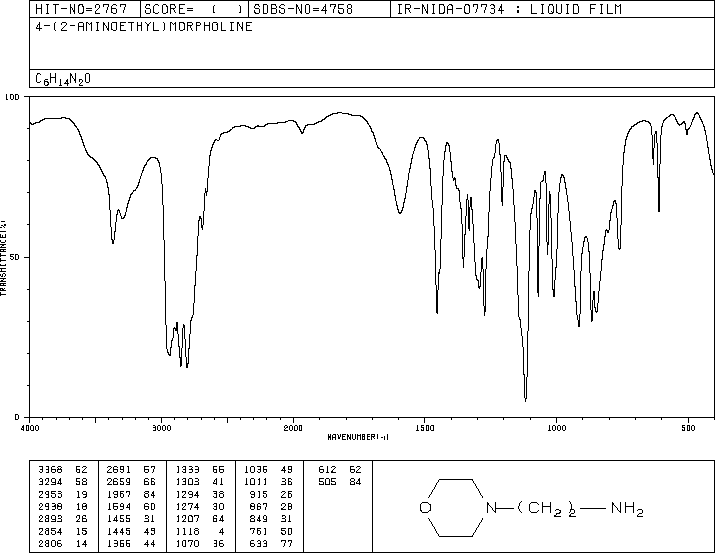 HIT-NO=2767 SCORE= ( ) SDBS-NO=4758 IR-NIDA-07734 : LIQUID FILM
4-(2-AMINOETHYL)MORPHOLINE
C6H14N2O
100
50
0
TRANSMITTANCE(%)
4000 3000 2000 1500 1000 500
WAVENUMBER(-1)
3368 52 2691 57 1333 55 1036 49 612 62
3294 58 2659 66 1303 41 1011 36 505 84
2953 19 1967 84 1294 38 915 26
2938 18 1594 60 1274 30 867 28
2893 26 1455 31 1207 64 849 31
2854 15 1445 49 1118 4 761 50
2806 14 1355 44 1070 36 633 77
O N (CH2)2 NH2